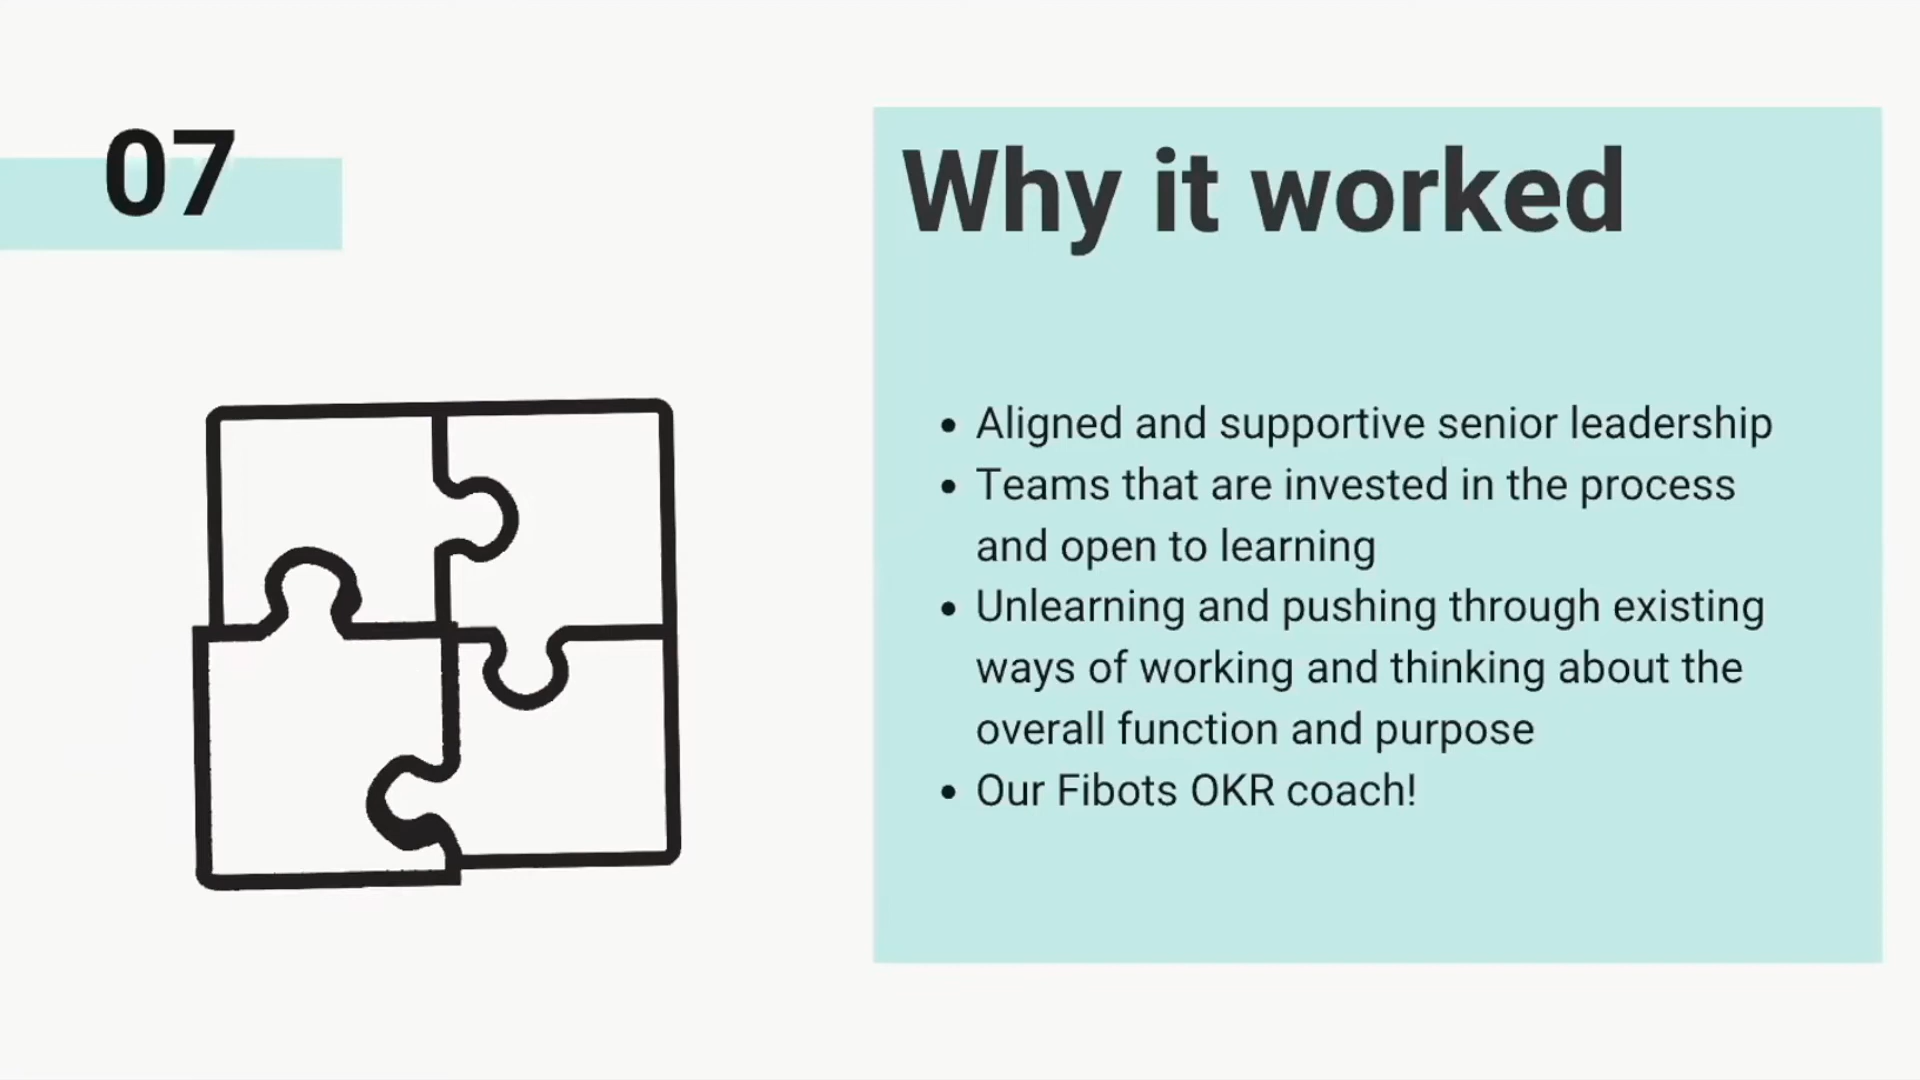 07
Why it worked
• Aligned and supportive senior leadership
• Teams that are invested in the process
and open to learning
• Unlearning and pushing through existing
ways of working and thinking about the
overall function and purpose
• Our Fibots OKR coach!